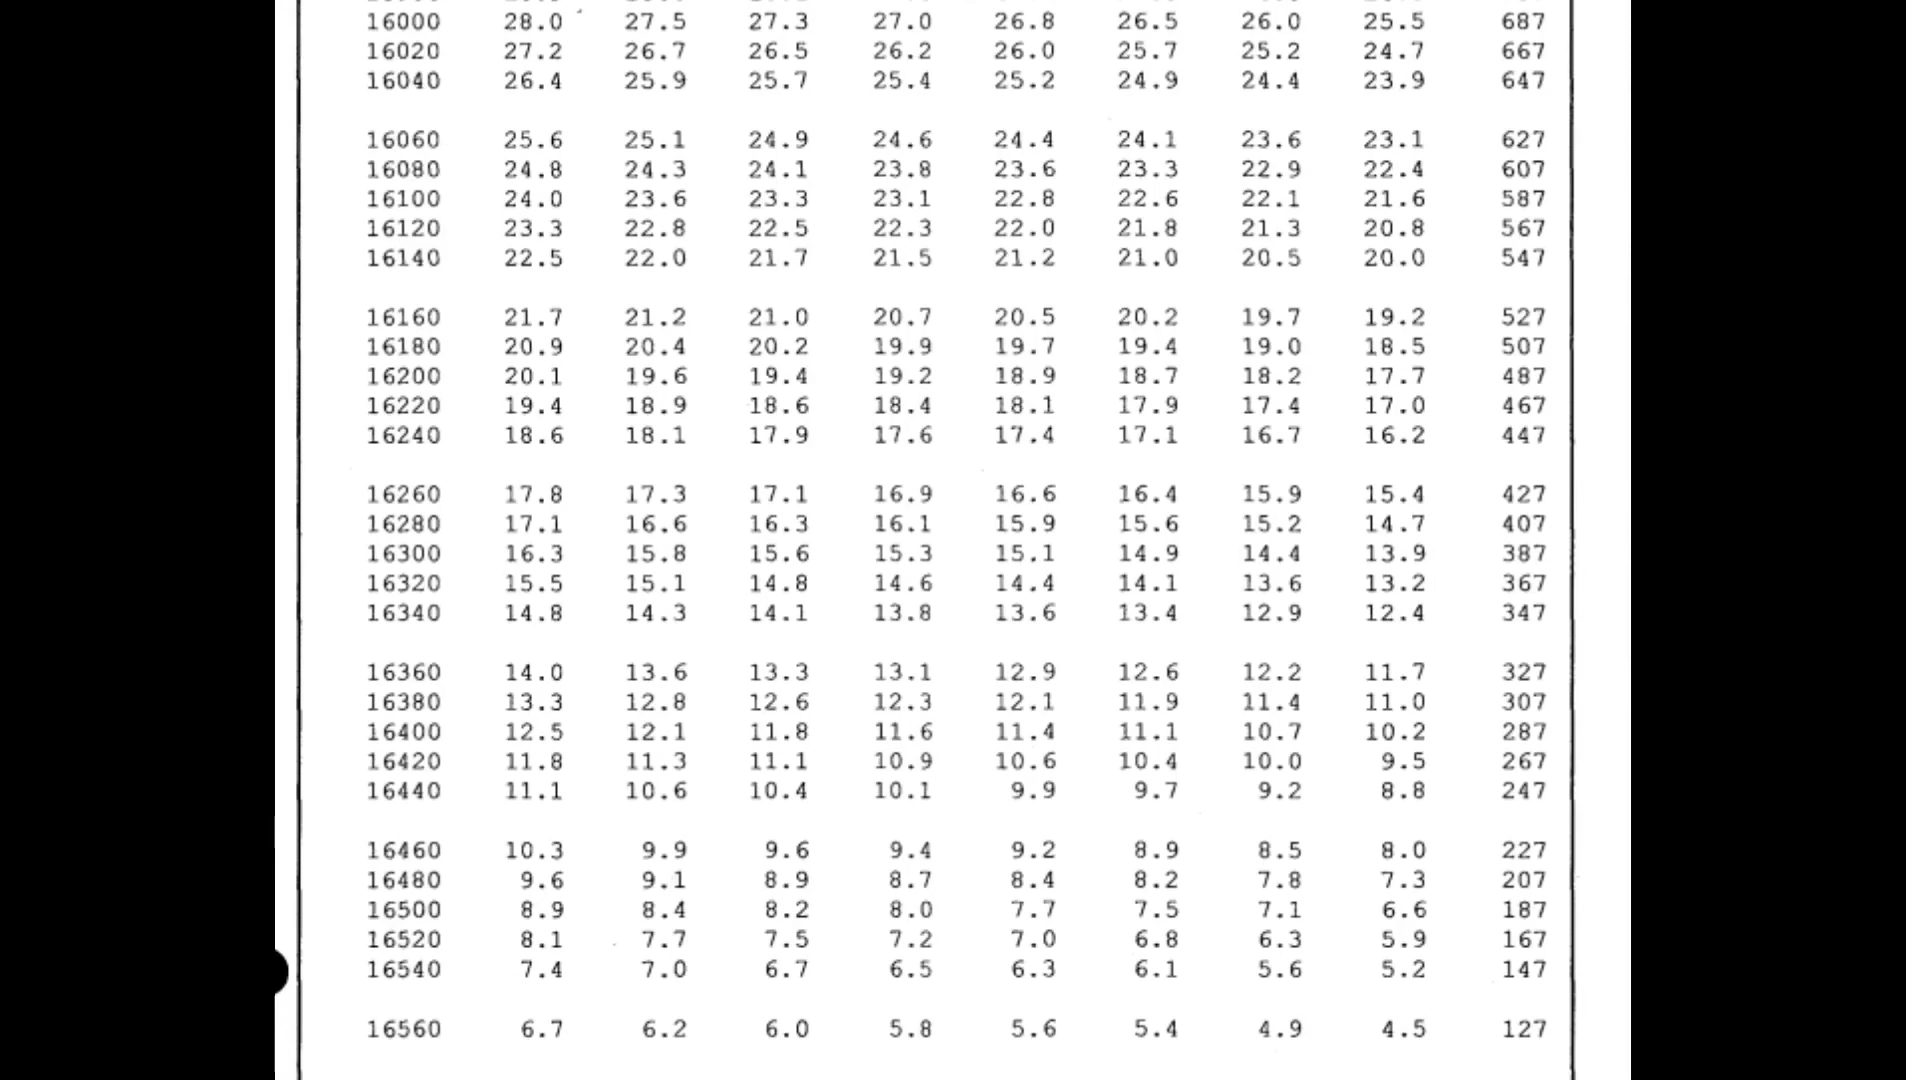 16000 28.0 27.5 27.3 27.0 26.8 26.5 26.0 25.5 687
16020 27.2 26.7 26.5 26.2 26.0 25.7 25.2 24.7 667
16040 26.4 25.9 25.7 25.4 25.2 24.9 24.4 23.9 647
16060 25.6 25.1 24.9 24.6 24.4 24.1 23.6 23.1 627
16080 24.8 24.3 24.1 23.8 23.6 23.3 22.9 22.4 607
16100 24.0 23.6 23.3 23.1 22.8 22.6 22.1 21.6 587
16120 23.3 22.8 22.5 22.3 22.0 21.8 21.3 20.8 567
16140 22.5 22.0 21.7 21.5 21.2 21.0 20.5 20.0 547
16160 21.7 21.2 21.0 20.7 20.5 20.2 19.7 19.2 527
16180 20.9 20.4 20.2 19.9 19.7 19.4 19.0 18.5 507
16200 20.1 19.6 19.4 19.2 18.9 18.7 18.2 17.7 487
16220 19.4 18.9 18.6 18.4 18.1 17.9 17.4 17.0 467
16240 18.6 18.1 17.9 17.6 17.4 17.1 16.7 16.2 447
16260 17.8 17.3 17.1 16.9 16.6 16.4 15.9 15.4 427
16280 17.1 16.6 16.3 16.1 15.9 15.6 15.2 14.7 407
16300 16.3 15.8 15.6 15.3 15.1 14.9 14.4 13.9 387
16320 15.5 15.1 14.8 14.6 14.4 14.1 13.6 13.2 367
16340 14.8 14.3 14.1 13.8 13.6 13.4 12.9 12.4 347
16360 14.0 13.6 13.3 13.1 12.9 12.6 12.2 11.7 327
16380 13.3 12.8 12.6 12.3 12.1 11.9 11.4 11.0 307
16400 12.5 12.1 11.8 11.6 11.4 11.1 10.7 10.2 287
16420 11.8 11.3 11.1 10.9 10.6 10.4 10.0 9.5 267
16440 11.1 10.6 10.4 10.1 9.9 9.7 9.2 8.8 247
16460 10.3 9.9 9.6 9.4 9.2 8.9 8.5 8.0 227
16480 9.6 9.1 8.9 8.7 8.4 8.2 7.8 7.3 207
16500 8.9 8.4 8.2 8.0 7.7 7.5 7.1 6.6 187
16520 8.1 7.7 7.5 7.2 7.0 6.8 6.3 5.9 167
16540 7.4 7.0 6.7 6.5 6.3 6.1 5.6 5.2 147
16560 6.7 6.2 6.0 5.8 5.6 5.4 4.9 4.5 127